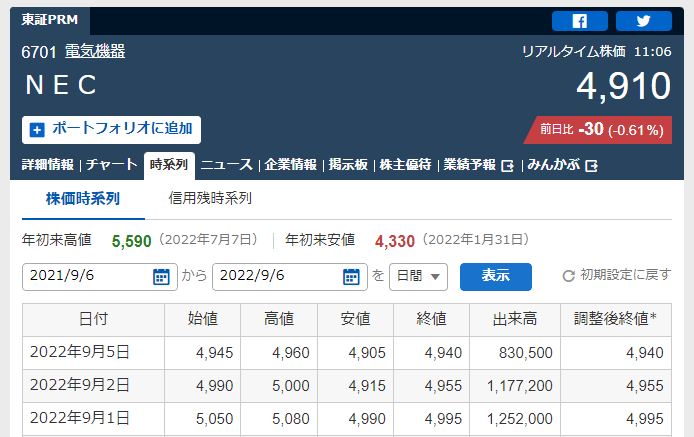 東証PRM
6701 電気機器
リアルタイム株価 11:06
ＮＥＣ
4,910
ポートフォリオに追加
前日比 -30 (-0.61%)
詳細情報 チャート 時系列 ニュース 企業情報 掲示板 株主優待 業績予報 みんかぶ
株価時系列 信用残時系列
年初来高値 5,590 (2022年7月7日) 年初来安値 4,330 (2022年1月31日)
2021/9/6 から 2022/9/6 を 日間 表示 初期設定に戻す
日付 始値 高値 安値 終値 出来高 調整後終値*
2022年9月5日 4,945 4,960 4,905 4,940 830,500 4,940
2022年9月2日 4,990 5,000 4,915 4,955 1,177,200 4,955
2022年9月1日 5,050 5,080 4,990 4,995 1,252,000 4,995